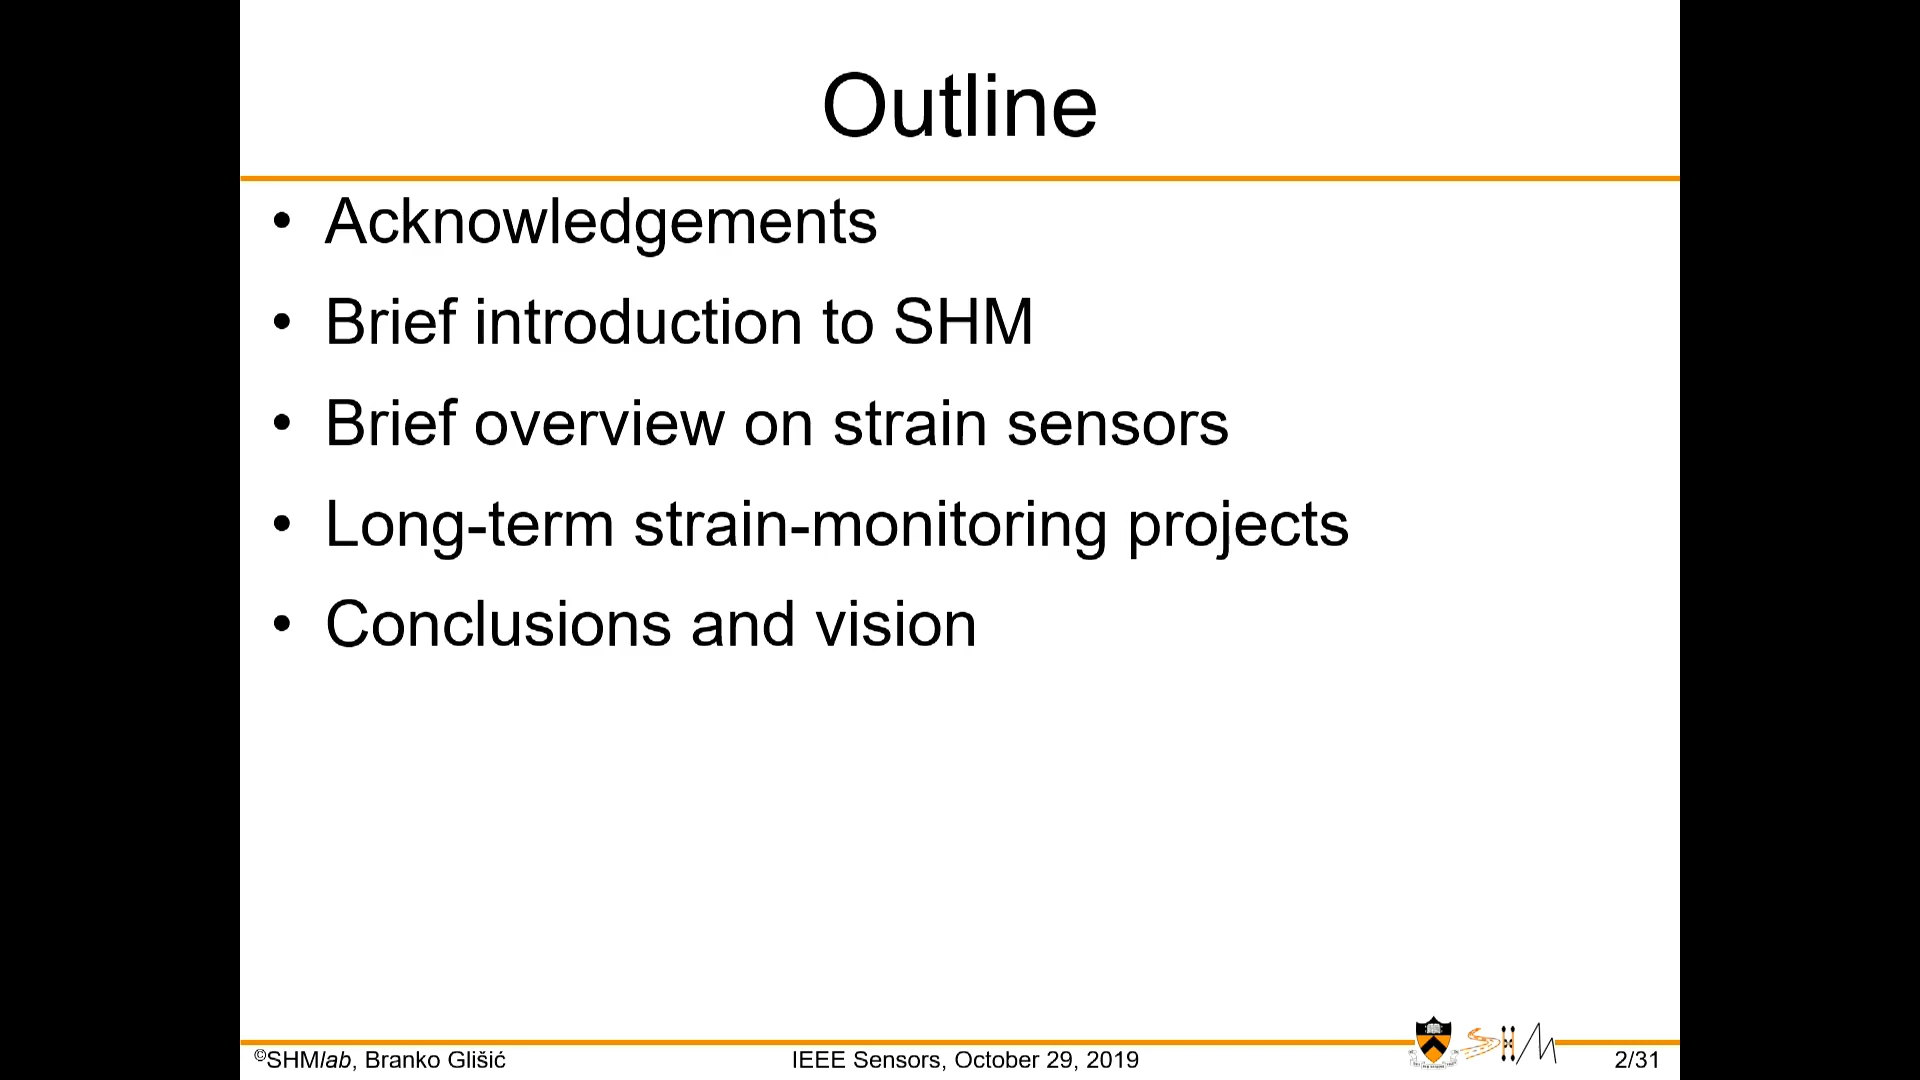 Outline
• Acknowledgements
• Brief introduction to SHM
• Brief overview on strain sensors
• Long-term strain-monitoring projects
• Conclusions and vision
©SHMlab, Branko Glišić
IEEE Sensors, October 29, 2019
SHM
2/31